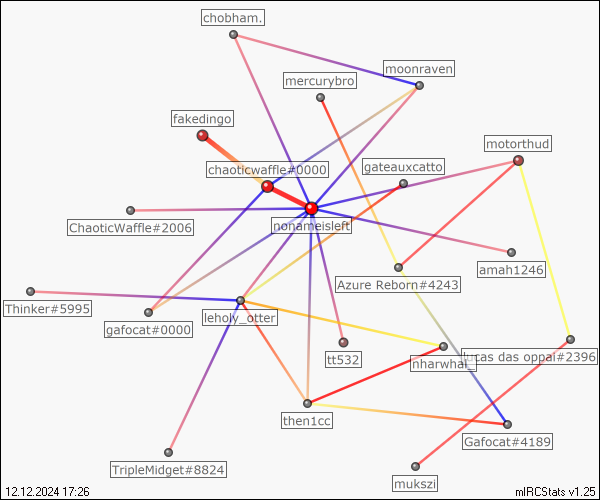 chobham.
moonraven
mercurybro
fakedingo
motorthud
chaoticwaffle#0000
gateauxcatto
ChaoticWaffle#2006
nonameisleft
amah1246
Azure Reborn#4243
Thinker#5995
gafocat#0000
leholy_otter
tt532
nharwhal_
lucas das oppai#2396
then1cc
Gafocat#4189
TripleMidget#8824
mukszi
12.12.2024 17:26
mIRCStats v1.25